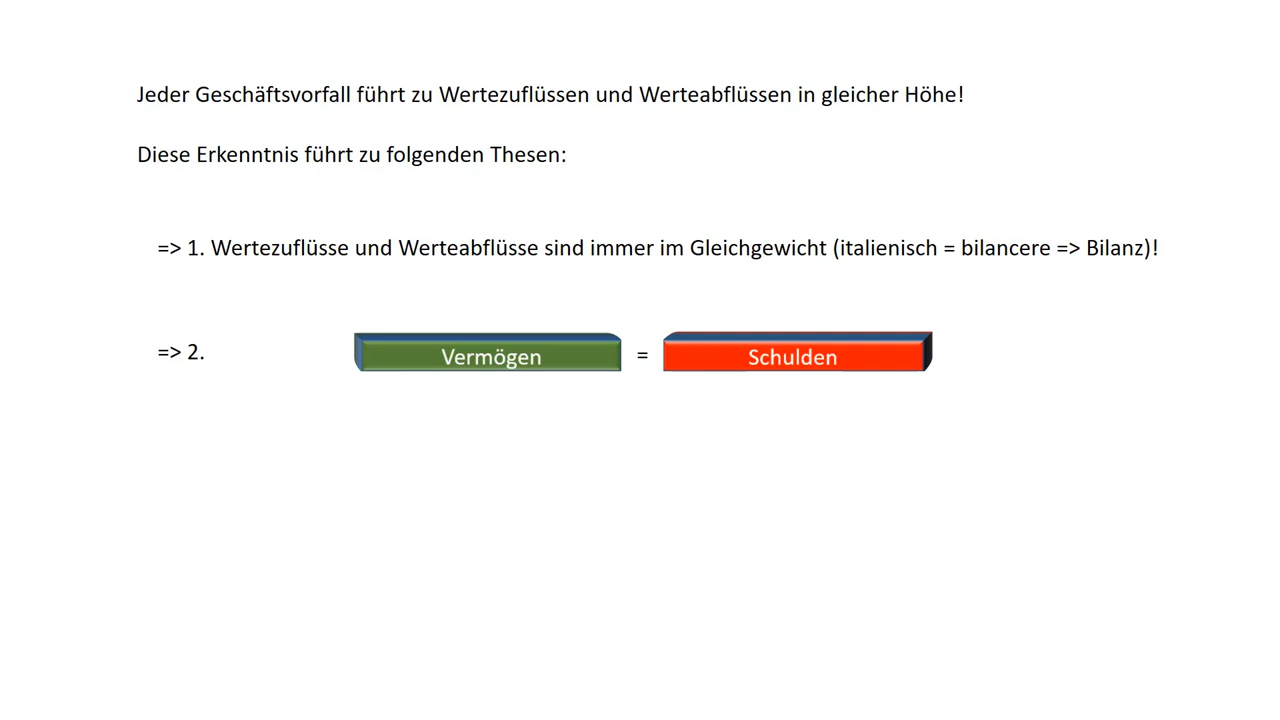 Jeder Geschäftsvorfall führt zu Wertezuflüssen und Werteabflüssen in gleicher Höhe!
Diese Erkenntnis führt zu folgenden Thesen:
=> 1. Wertezuflüsse und Werteabflüsse sind immer im Gleichgewicht (italienisch = bilancere => Bilanz)!
=> 2. Vermögen = Schulden